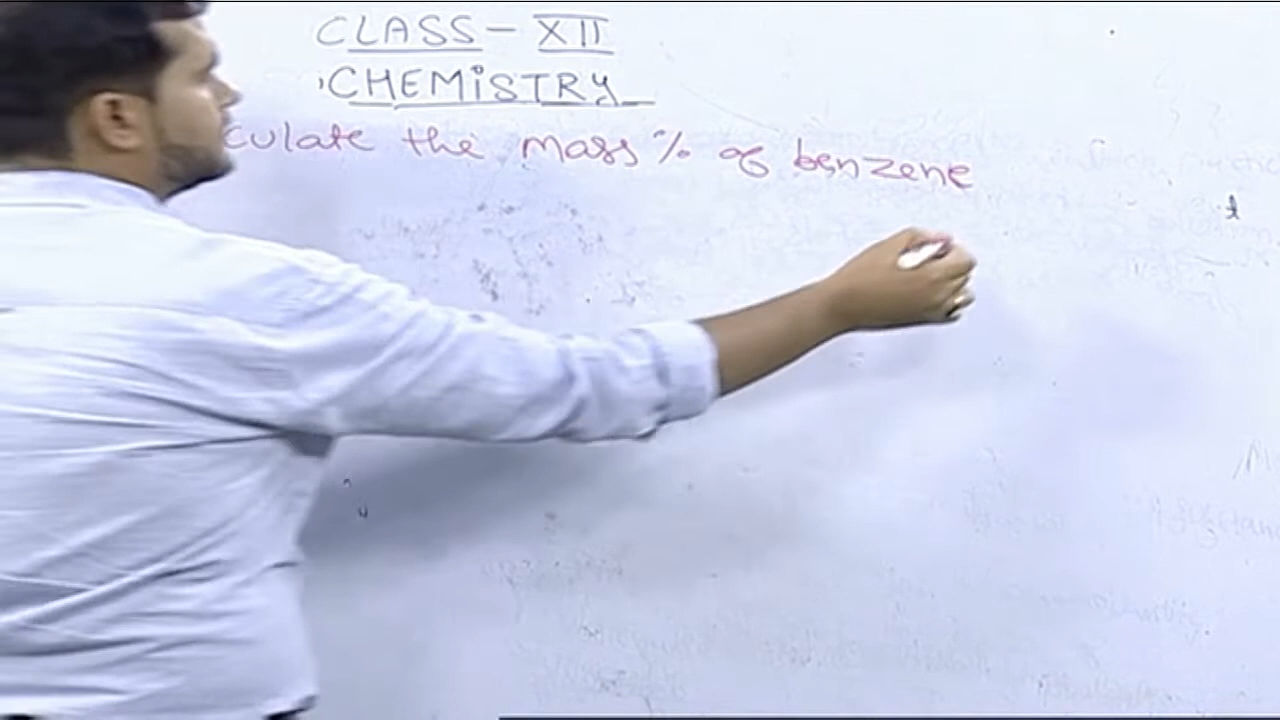 CLASS - XII
CHEMISTRY
culate the mass % of benzene